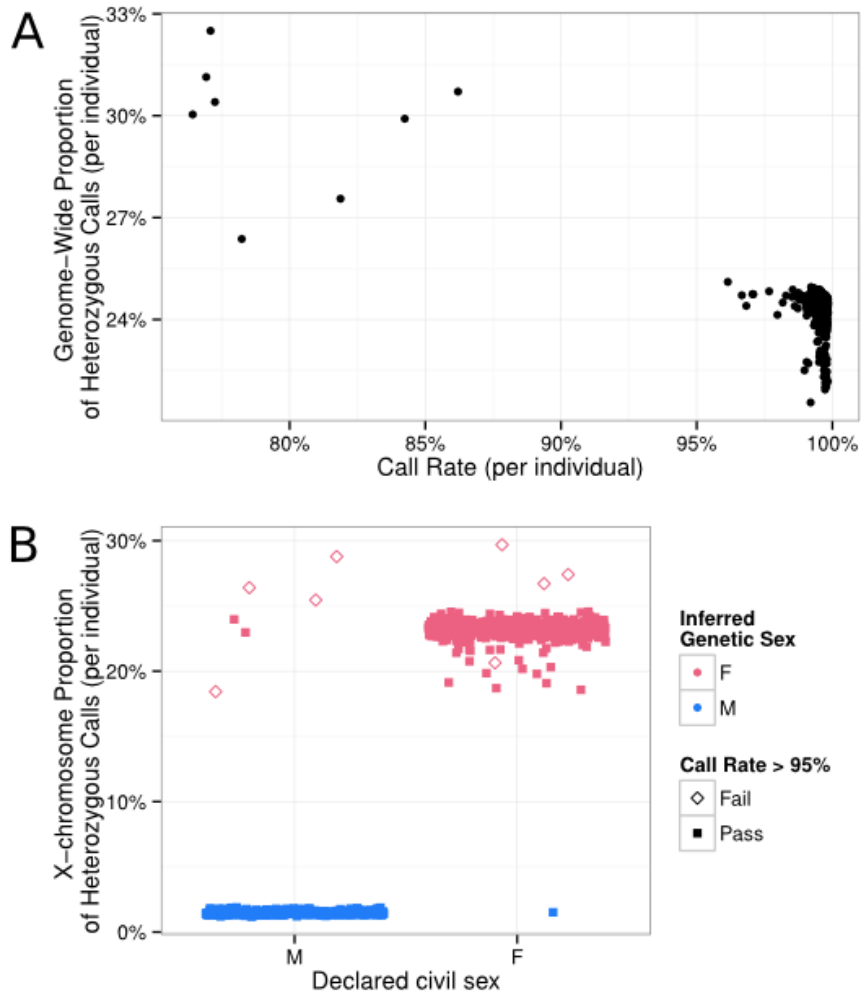 A
Genome-Wide Proportion
of Heterozygous Calls (per individual)
33%
30%
27%
24%
80% 85% 90% 95% 100%
Call Rate (per individual)
B
X-chromosome Proportion
of Heterozygous Calls (per individual)
30%
20%
10%
0%
M F
Declared civil sex
Inferred
Genetic Sex
F
M
Call Rate > 95%
Fail
Pass